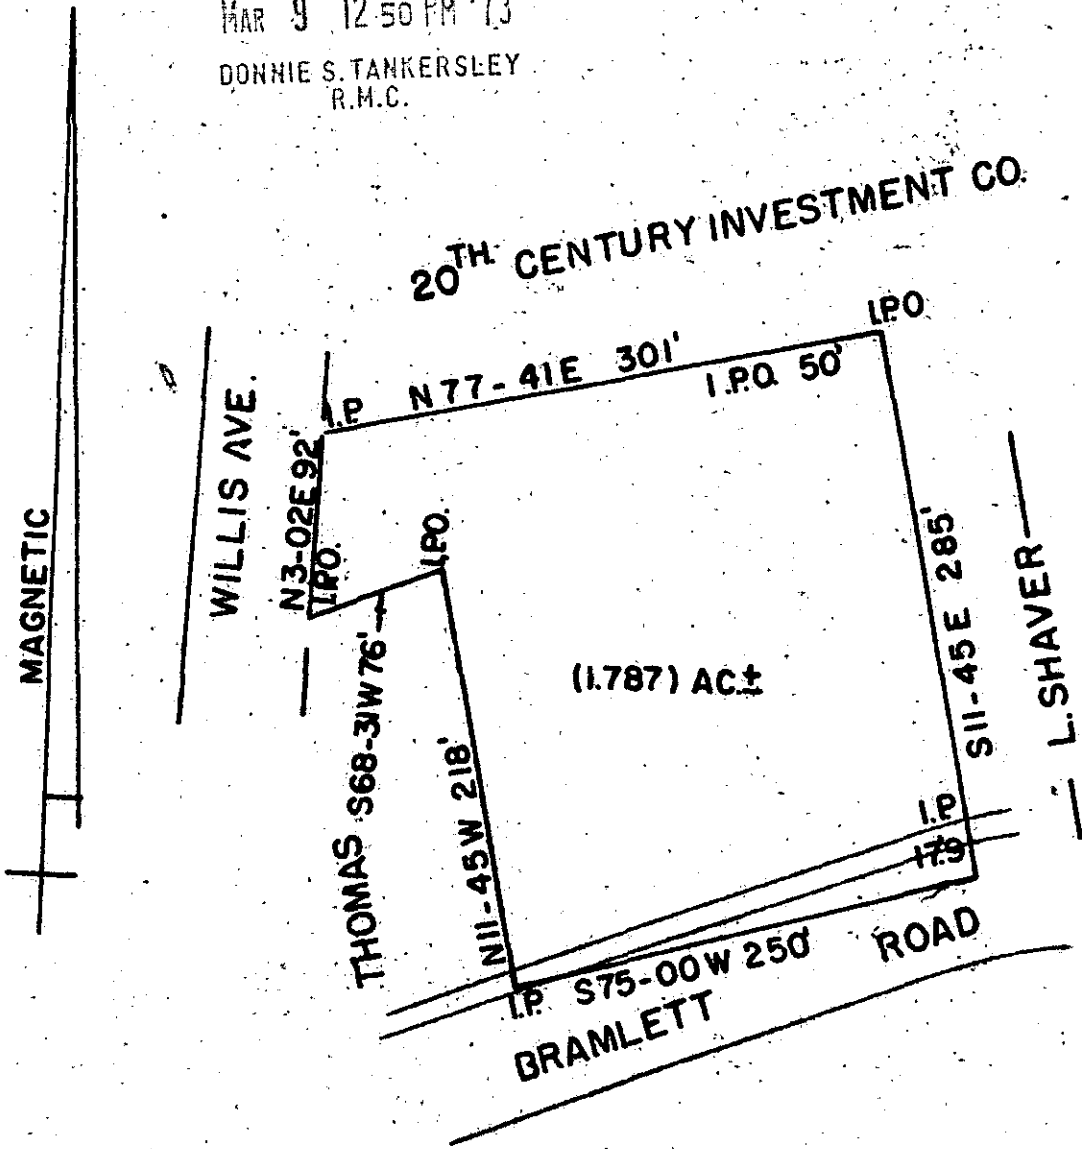 MAR 9 12 50 PM '73
DONNIE S. TANKERSLEY
R.M.C.
20TH. CENTURY INVESTMENT CO.
I.P.O
N 77-41E 301'
I.P.O. 50'
I.P.
WILLIS AVE.
N3-02E 92'
I.P.O.
I.P.O.
MAGNETIC
S11-45E 285'
L. SHAVER
(1.787) AC.±
THOMAS S68-31W 76'
N11-45W 218'
I.P.
17.9
I.P. S75-00W 250'
BRAMLETT ROAD